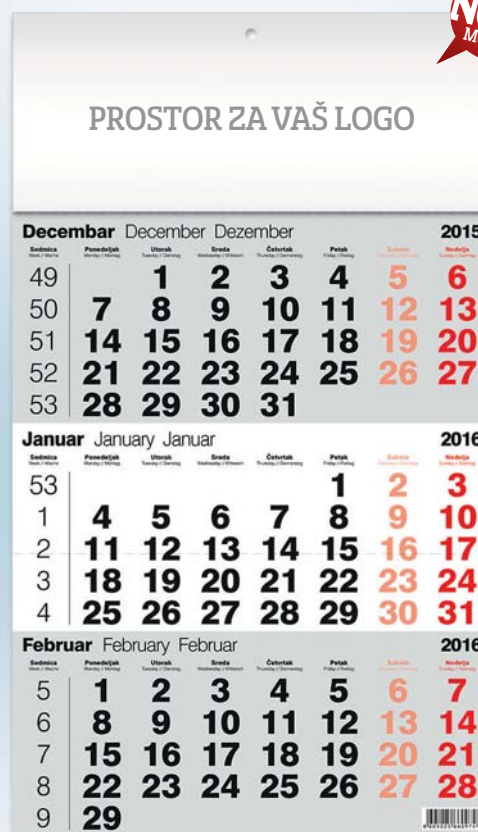 PROSTOR ZA VAŠ LOGO
Decembar December Dezember 2015
Sedmica Ponedeljak Utorak Sreda Četvrtak Petak Subota Nedelja
49 1 2 3 4 5 6
50 7 8 9 10 11 12 13
51 14 15 16 17 18 19 20
52 21 22 23 24 25 26 27
53 28 29 30 31
Januar January Januar 2016
Sedmica Ponedeljak Utorak Sreda Četvrtak Petak Subota Nedelja
53 1 2 3
1 4 5 6 7 8 9 10
2 11 12 13 14 15 16 17
3 18 19 20 21 22 23 24
4 25 26 27 28 29 30 31
Februar February Februar 2016
Sedmica Ponedeljak Utorak Sreda Četvrtak Petak Subota Nedelja
5 1 2 3 4 5 6 7
6 8 9 10 11 12 13 14
7 15 16 17 18 19 20 21
8 22 23 24 25 26 27 28
9 29